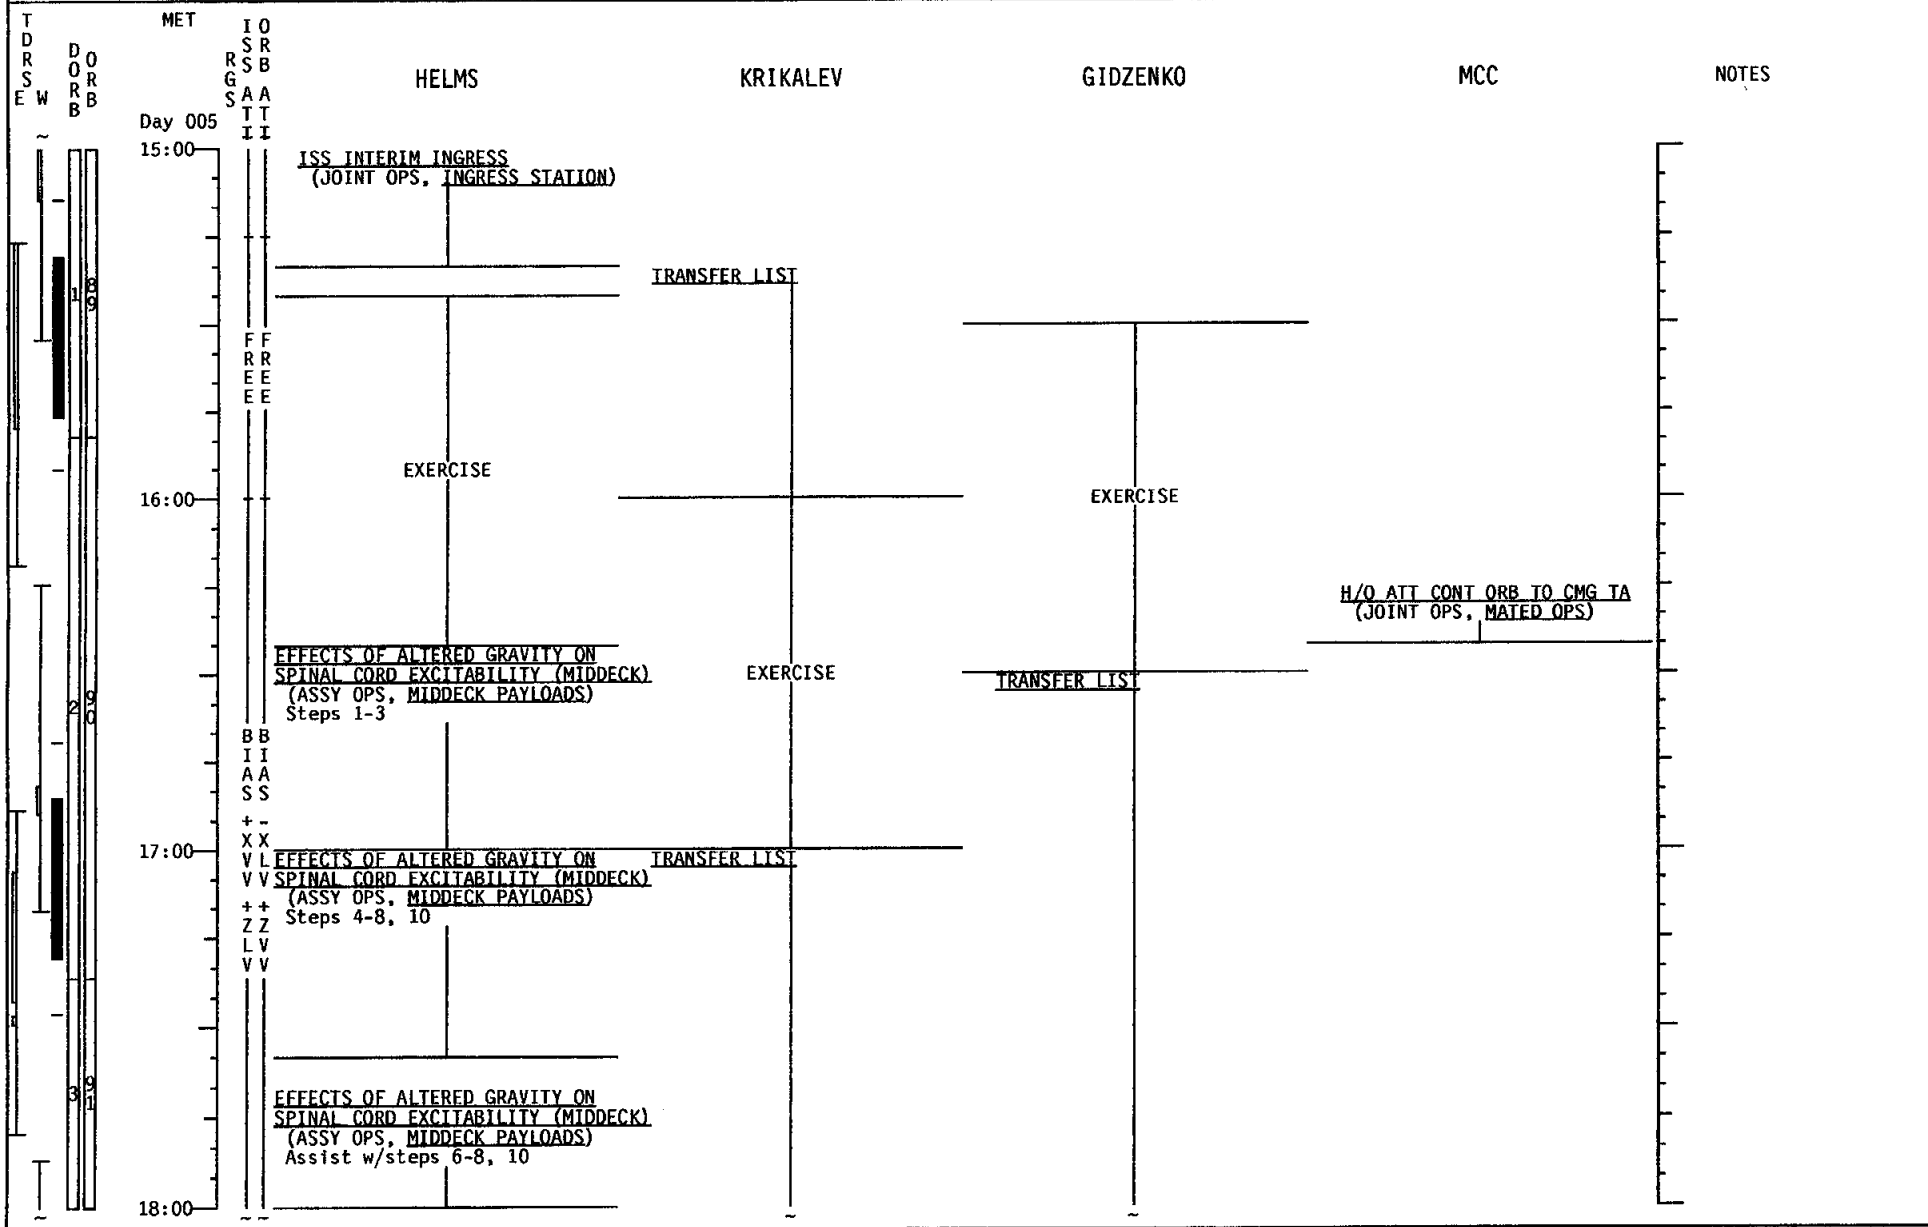 TDRS
E W
DORB
ORB
MET
RGS
ISS ATT
ORB ATT
HELMS
KRIKALEV
GIDZENKO
MCC
NOTES
Day 005
~
15:00
ISS INTERIM INGRESS
(JOINT OPS, INGRESS STATION)
TRANSFER LIST
1
89
FREE
FREE
EXERCISE
16:00
EXERCISE
H/O ATT CONT ORB TO CMG TA
(JOINT OPS, MATED OPS)
EFFECTS OF ALTERED GRAVITY ON
SPINAL CORD EXCITABILITY (MIDDECK)
(ASSY OPS, MIDDECK PAYLOADS)
Steps 1-3
EXERCISE
TRANSFER LIST
2
90
BIAS +XVV +ZLV
BIAS -XLV +ZVV
17:00
EFFECTS OF ALTERED GRAVITY ON
SPINAL CORD EXCITABILITY (MIDDECK)
(ASSY OPS, MIDDECK PAYLOADS)
Steps 4-8, 10
TRANSFER LIST
3
91
EFFECTS OF ALTERED GRAVITY ON
SPINAL CORD EXCITABILITY (MIDDECK)
(ASSY OPS, MIDDECK PAYLOADS)
Assist w/steps 6-8, 10
18:00
~ ~ ~ ~ ~